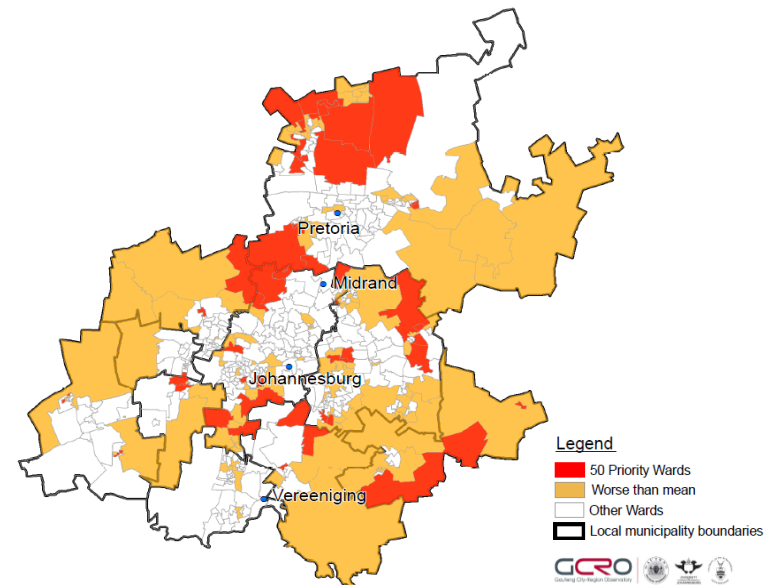 Pretoria
Midrand
Johannesburg
Vereeniging
Legend
50 Priority Wards
Worse than mean
Other Wards
Local municipality boundaries
GCRO
Gauteng City-Region Observatory